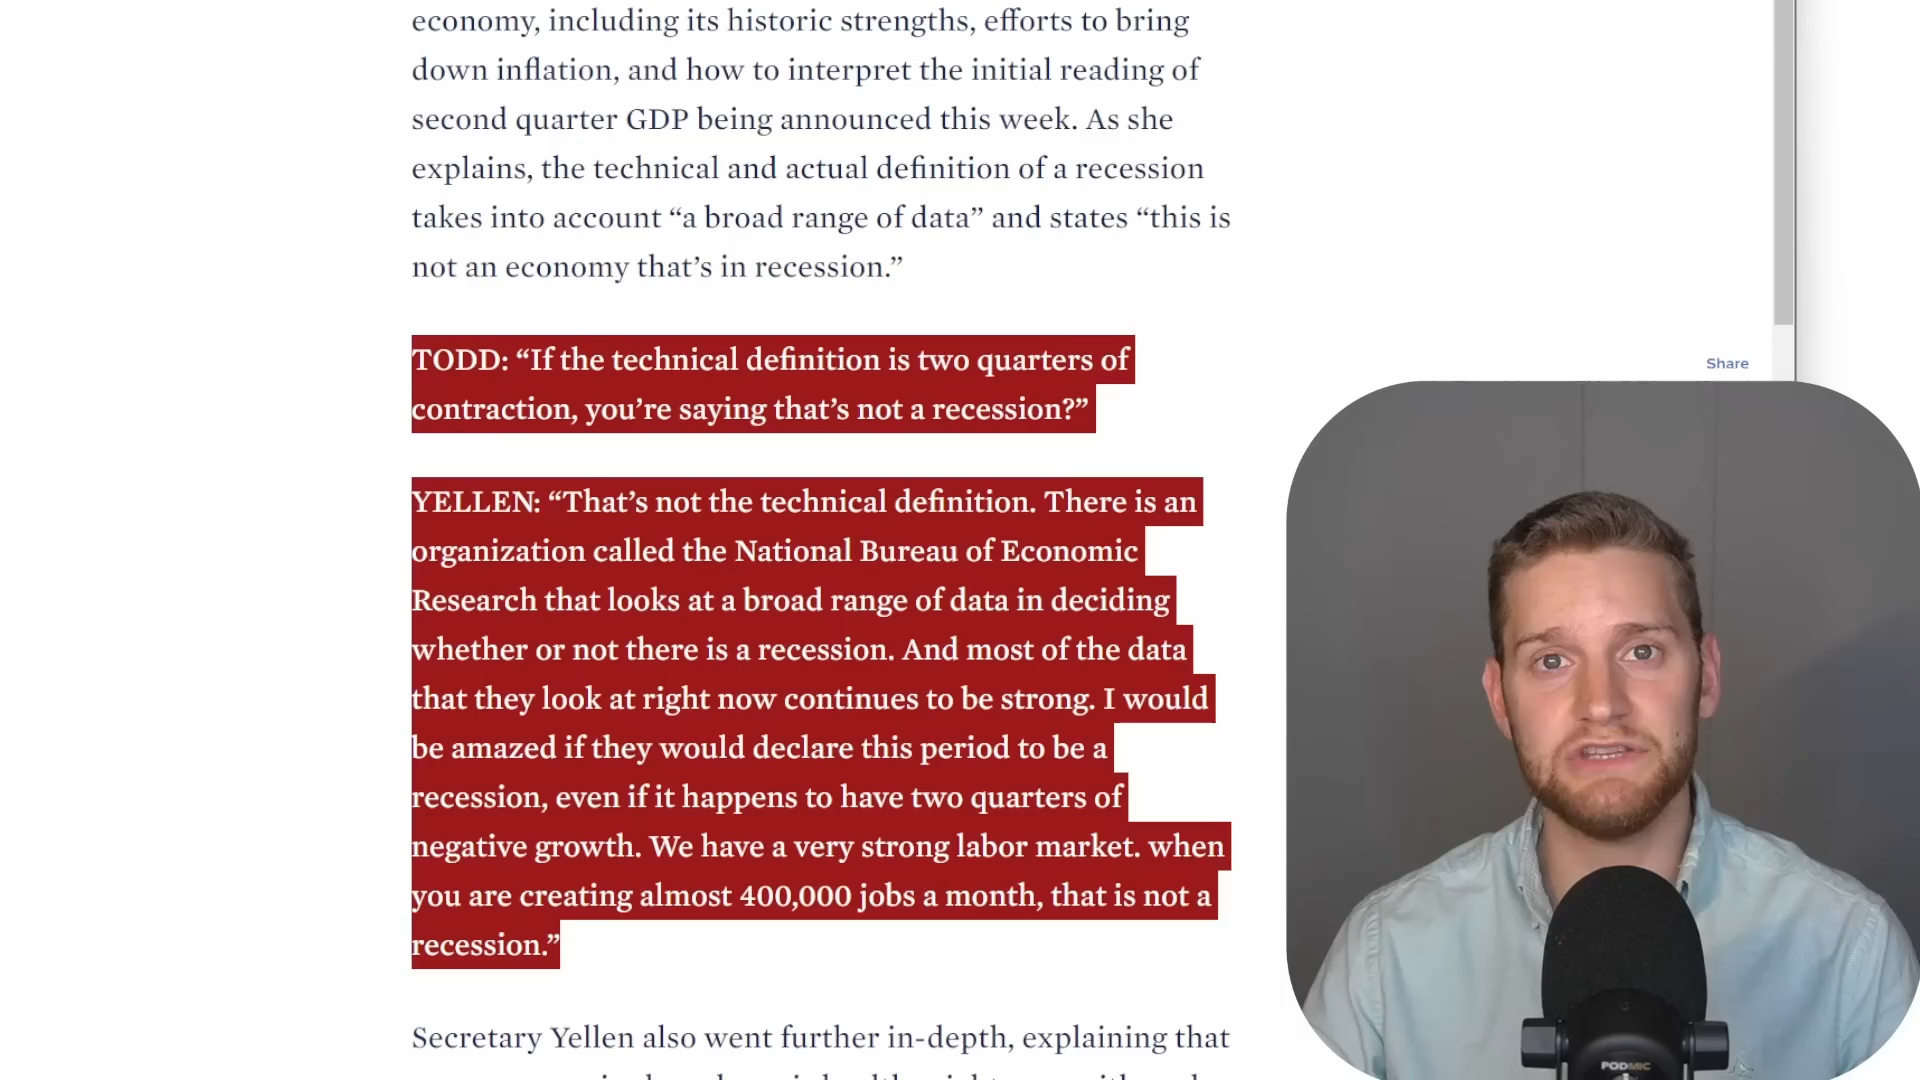 economy, including its historic strengths, efforts to bring
down inflation, and how to interpret the initial reading of
second quarter GDP being announced this week. As she
explains, the technical and actual definition of a recession
takes into account “a broad range of data” and states “this is
not an economy that’s in recession.”
TODD: “If the technical definition is two quarters of
contraction, you’re saying that’s not a recession?”
Share
YELLEN: “That’s not the technical definition. There is an
organization called the National Bureau of Economic
Research that looks at a broad range of data in deciding
whether or not there is a recession. And most of the data
that they look at right now continues to be strong. I would
be amazed if they would declare this period to be a
recession, even if it happens to have two quarters of
negative growth. We have a very strong labor market. when
you are creating almost 400,000 jobs a month, that is not a
recession.”
Secretary Yellen also went further in-depth, explaining that
PODMIC